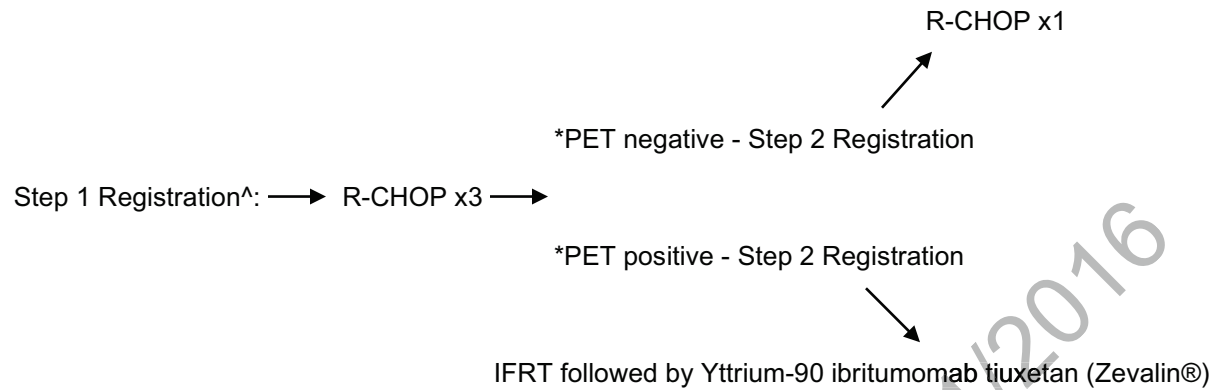 R-CHOP x1
*PET negative - Step 2 Registration
Step 1 Registration^: R-CHOP x3
*PET positive - Step 2 Registration
IFRT followed by Yttrium-90 ibritumomab tiuxetan (Zevalin®)
/2016